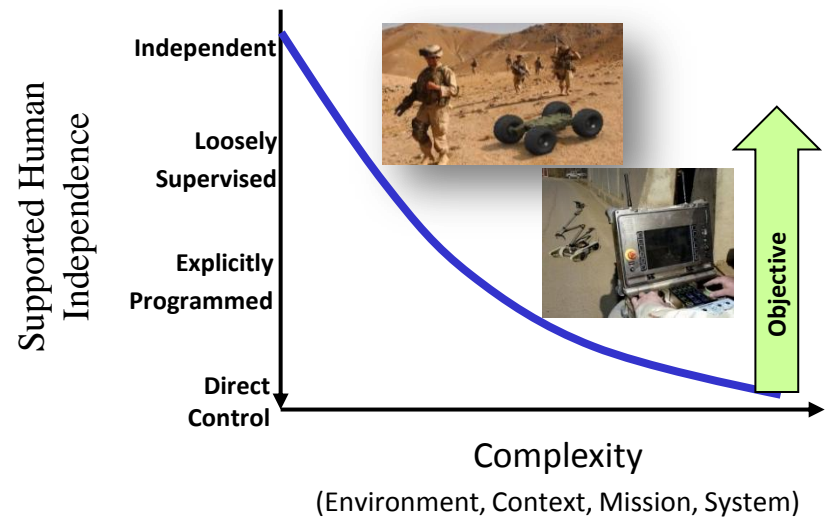 Supported Human
Independence
Independent
Loosely
Supervised
Explicitly
Programmed
Direct
Control
Objective
Complexity
(Environment, Context, Mission, System)